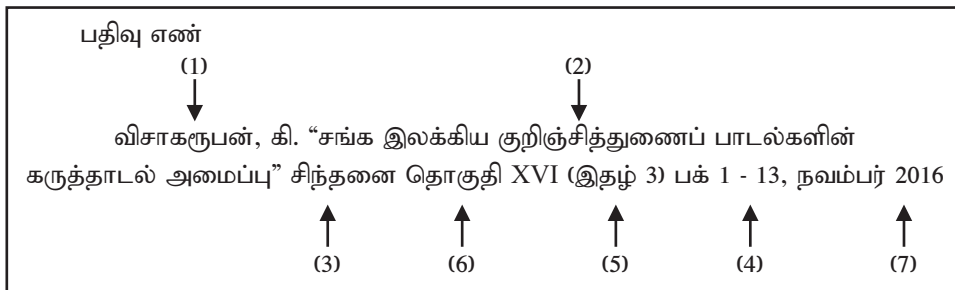 பதிவு எண்
(1) (2)
விசாகரூபன், கி. “சங்க இலக்கிய குறிஞ்சித்துணைப் பாடல்களின்
கருத்தாடல் அமைப்பு” சிந்தனை தொகுதி XVI (இதழ் 3) பக் 1 - 13, நவம்பர் 2016
(3) (6) (5) (4) (7)